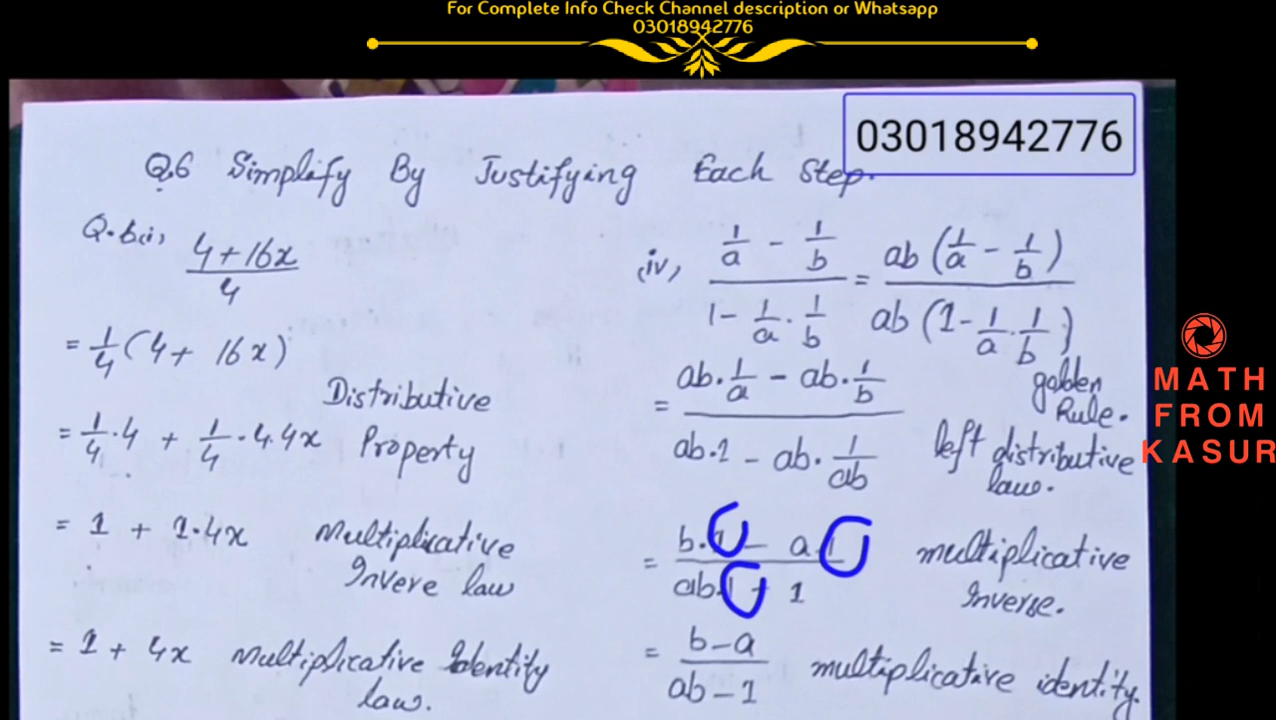 For Complete Info Check Channel description or Whatsapp
03018942776
03018942776
Q.6 Simplify By Justifying Each Step.
Q.6(i) 4+16x / 4
= 1/4 (4+ 16x)
Distributive
= 1/4 · 4 + 1/4 · 4.4x Property
= 1 + 1·4x Multiplicative
Invere law
= 1 + 4x Multiplicative Identity
law.
(iv) (1/a - 1/b) / (1 - 1/a · 1/b) = ab (1/a - 1/b) / ab (1 - 1/a · 1/b)
golden
Rule.
= (ab · 1/a - ab · 1/b) / (ab·1 - ab · 1/ab)
left distributive
law.
= (b.1 - a.1) / (ab.1 - 1) multiplicative
Inverse.
= (b-a) / (ab-1) multiplicative identity.
MATH
FROM
KASUR